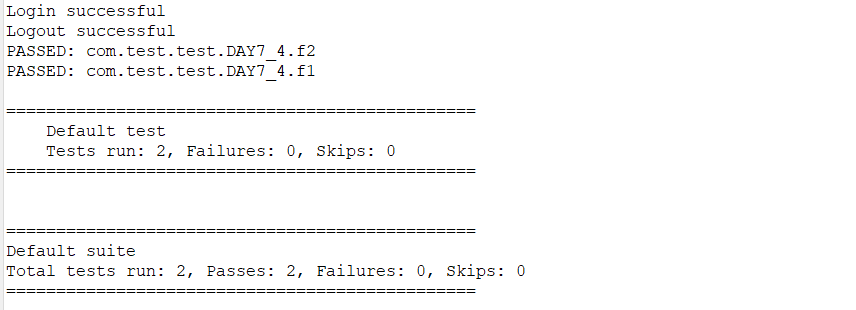 Login successful
Logout successful
PASSED: com.test.test.DAY7_4.f2
PASSED: com.test.test.DAY7_4.f1
===============================================
    Default test
    Tests run: 2, Failures: 0, Skips: 0
===============================================
===============================================
Default suite
Total tests run: 2, Passes: 2, Failures: 0, Skips: 0
===============================================